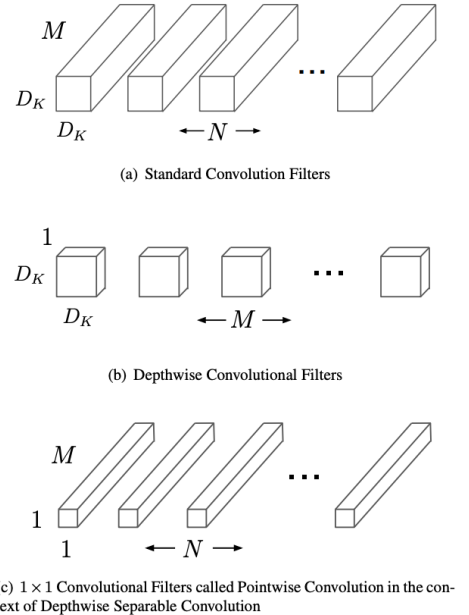 M
D_K
...
D_K
← N →
(a) Standard Convolution Filters
1
D_K
...
D_K
← M →
(b) Depthwise Convolutional Filters
M
...
1
1
← N →
c) 1 × 1 Convolutional Filters called Pointwise Convolution in the con-
ext of Depthwise Separable Convolution